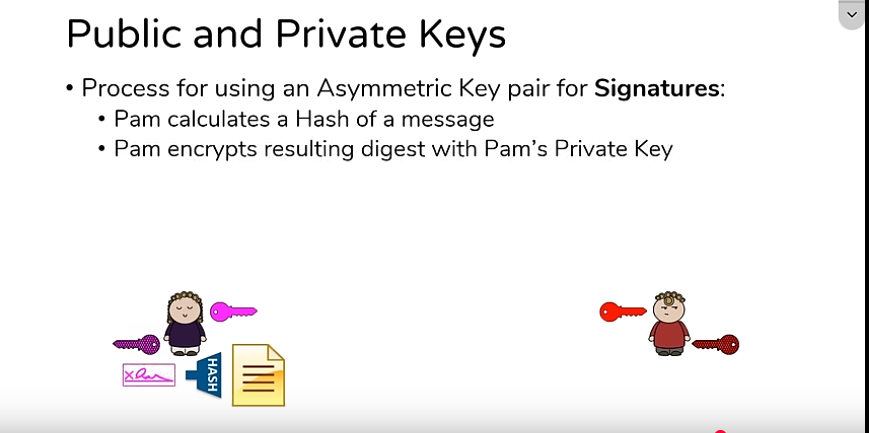 Public and Private Keys
• Process for using an Asymmetric Key pair for Signatures:
• Pam calculates a Hash of a message
• Pam encrypts resulting digest with Pam's Private Key
HASH